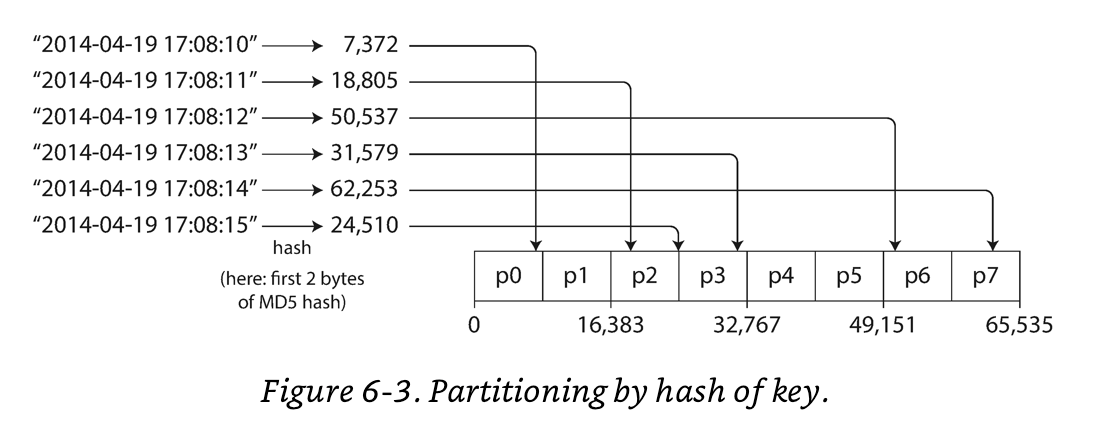 “2014-04-19 17:08:10” 7,372
“2014-04-19 17:08:11” 18,805
“2014-04-19 17:08:12” 50,537
“2014-04-19 17:08:13” 31,579
“2014-04-19 17:08:14” 62,253
“2014-04-19 17:08:15” 24,510
hash
(here: first 2 bytes
of MD5 hash)
p0 p1 p2 p3 p4 p5 p6 p7
0 16,383 32,767 49,151 65,535
Figure 6-3. Partitioning by hash of key.